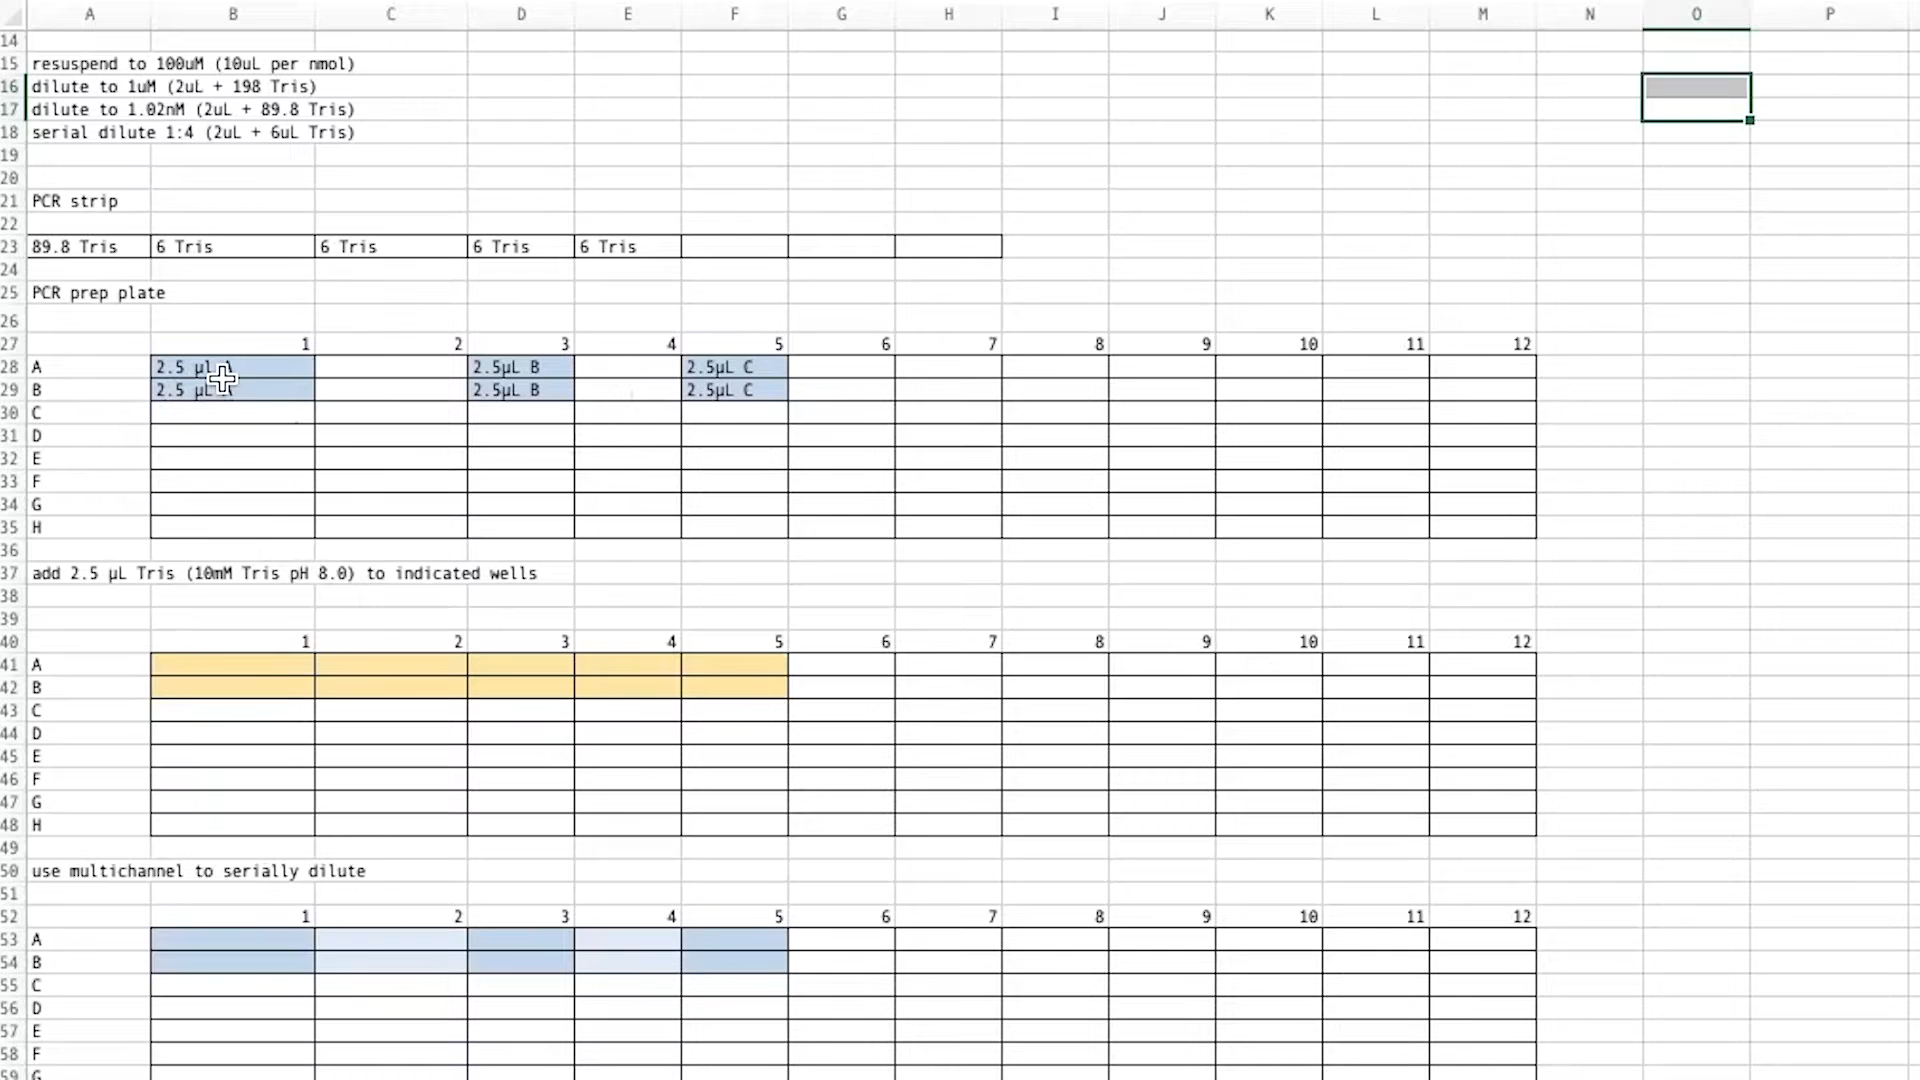 A B C D E F G H I J K L M N O P
14
15 resuspend to 100uM (10uL per nmol)
16 dilute to 1uM (2uL + 198 Tris)
17 dilute to 1.02nM (2uL + 89.8 Tris)
18 serial dilute 1:4 (2uL + 6uL Tris)
19
20
21 PCR strip
22
23 89.8 Tris 6 Tris 6 Tris 6 Tris 6 Tris
24
25 PCR prep plate
26
27 1 2 3 4 5 6 7 8 9 10 11 12
28 A 2.5 µL A 2.5µL B 2.5µL C
29 B 2.5 µL 2.5µL B 2.5µL C
30 C
31 D
32 E
33 F
34 G
35 H
36
37 add 2.5 µL Tris (10mM Tris pH 8.0) to indicated wells
38
39
40 1 2 3 4 5 6 7 8 9 10 11 12
41 A
42 B
43 C
44 D
45 E
46 F
47 G
48 H
49
50 use multichannel to serially dilute
51
52 1 2 3 4 5 6 7 8 9 10 11 12
53 A
54 B
55 C
56 D
57 E
58 F
59 G